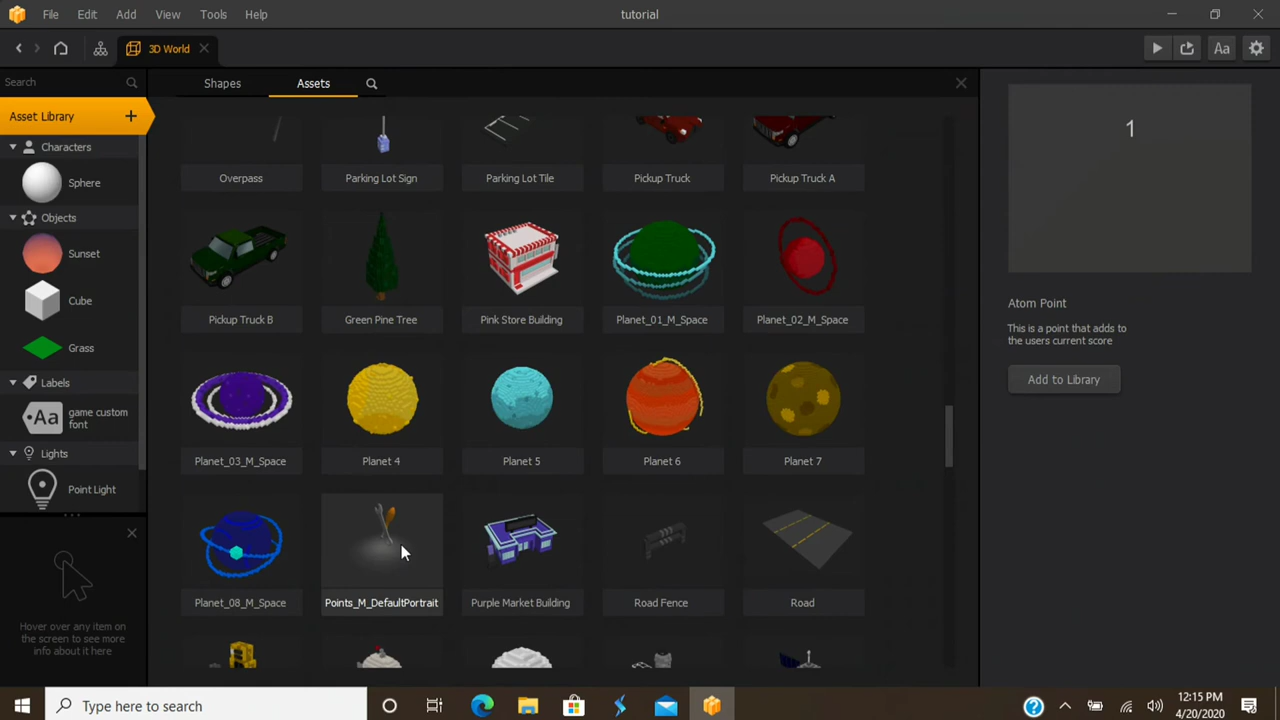 File Edit Add View Tools Help tutorial
3D World Aa
Search
Shapes Assets
Asset Library +
Characters
Sphere
Objects
Sunset
Cube
Grass
Labels
Aa game custom
font
Lights
Point Light
Hover over any item on
the screen to see more
info about it here
Overpass Parking Lot Sign Parking Lot Tile Pickup Truck Pickup Truck A
Pickup Truck B Green Pine Tree Pink Store Building Planet_01_M_Space Planet_02_M_Space
Planet_03_M_Space Planet 4 Planet 5 Planet 6 Planet 7
Planet_08_M_Space Points_M_DefaultPortrait Purple Market Building Road Fence Road
1
Atom Point
This is a point that adds to
the users current score
Add to Library
Type here to search
12:15 PM
4/20/2020